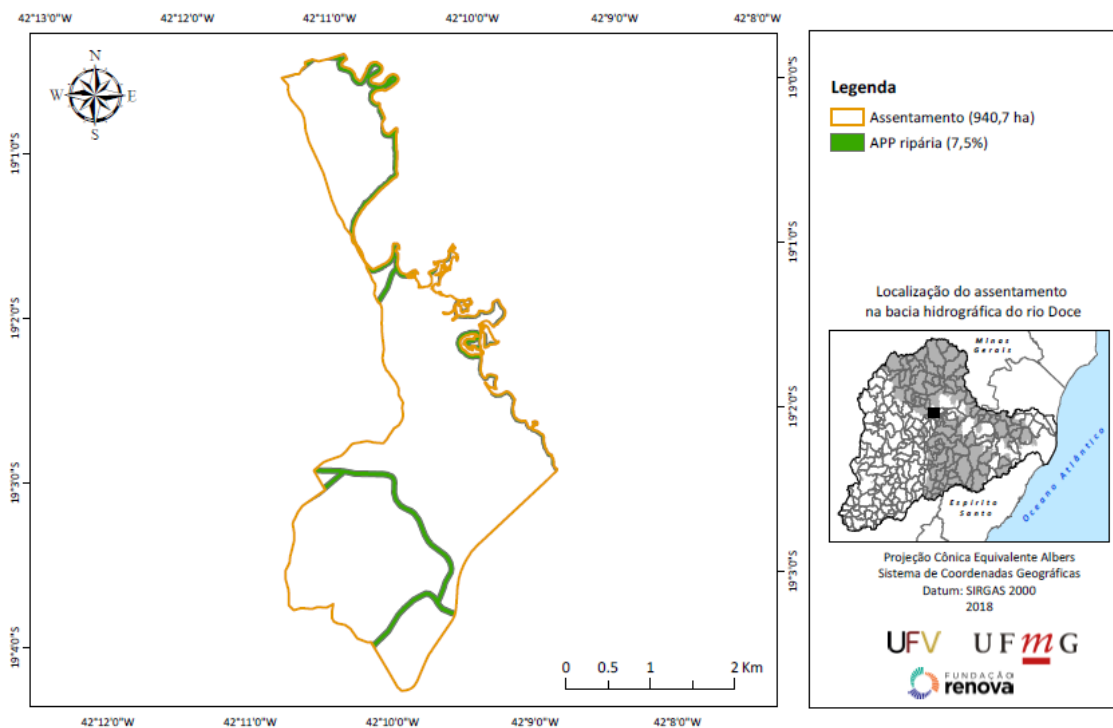 42°13'0"W 42°12'0"W 42°11'0"W 42°10'0"W 42°9'0"W 42°8'0"W
N
W E
S
19°1'0"S
19°2'0"S
19°3'0"S
19°4'0"S
19°0'0"S
19°1'0"S
19°2'0"S
19°3'0"S
0 0.5 1 2 Km
42°12'0"W 42°11'0"W 42°10'0"W 42°9'0"W 42°8'0"W
Legenda
Assentamento (940,7 ha)
APP ripária (7,5%)
Localização do assentamento
na bacia hidrográfica do rio Doce
Minas
Gerais
Espírito
Santo
Oceano Atlântico
Projeção Cônica Equivalente Albers
Sistema de Coordenadas Geográficas
Datum: SIRGAS 2000
2018
UFV UFmG
FUNDAÇÃO
renova